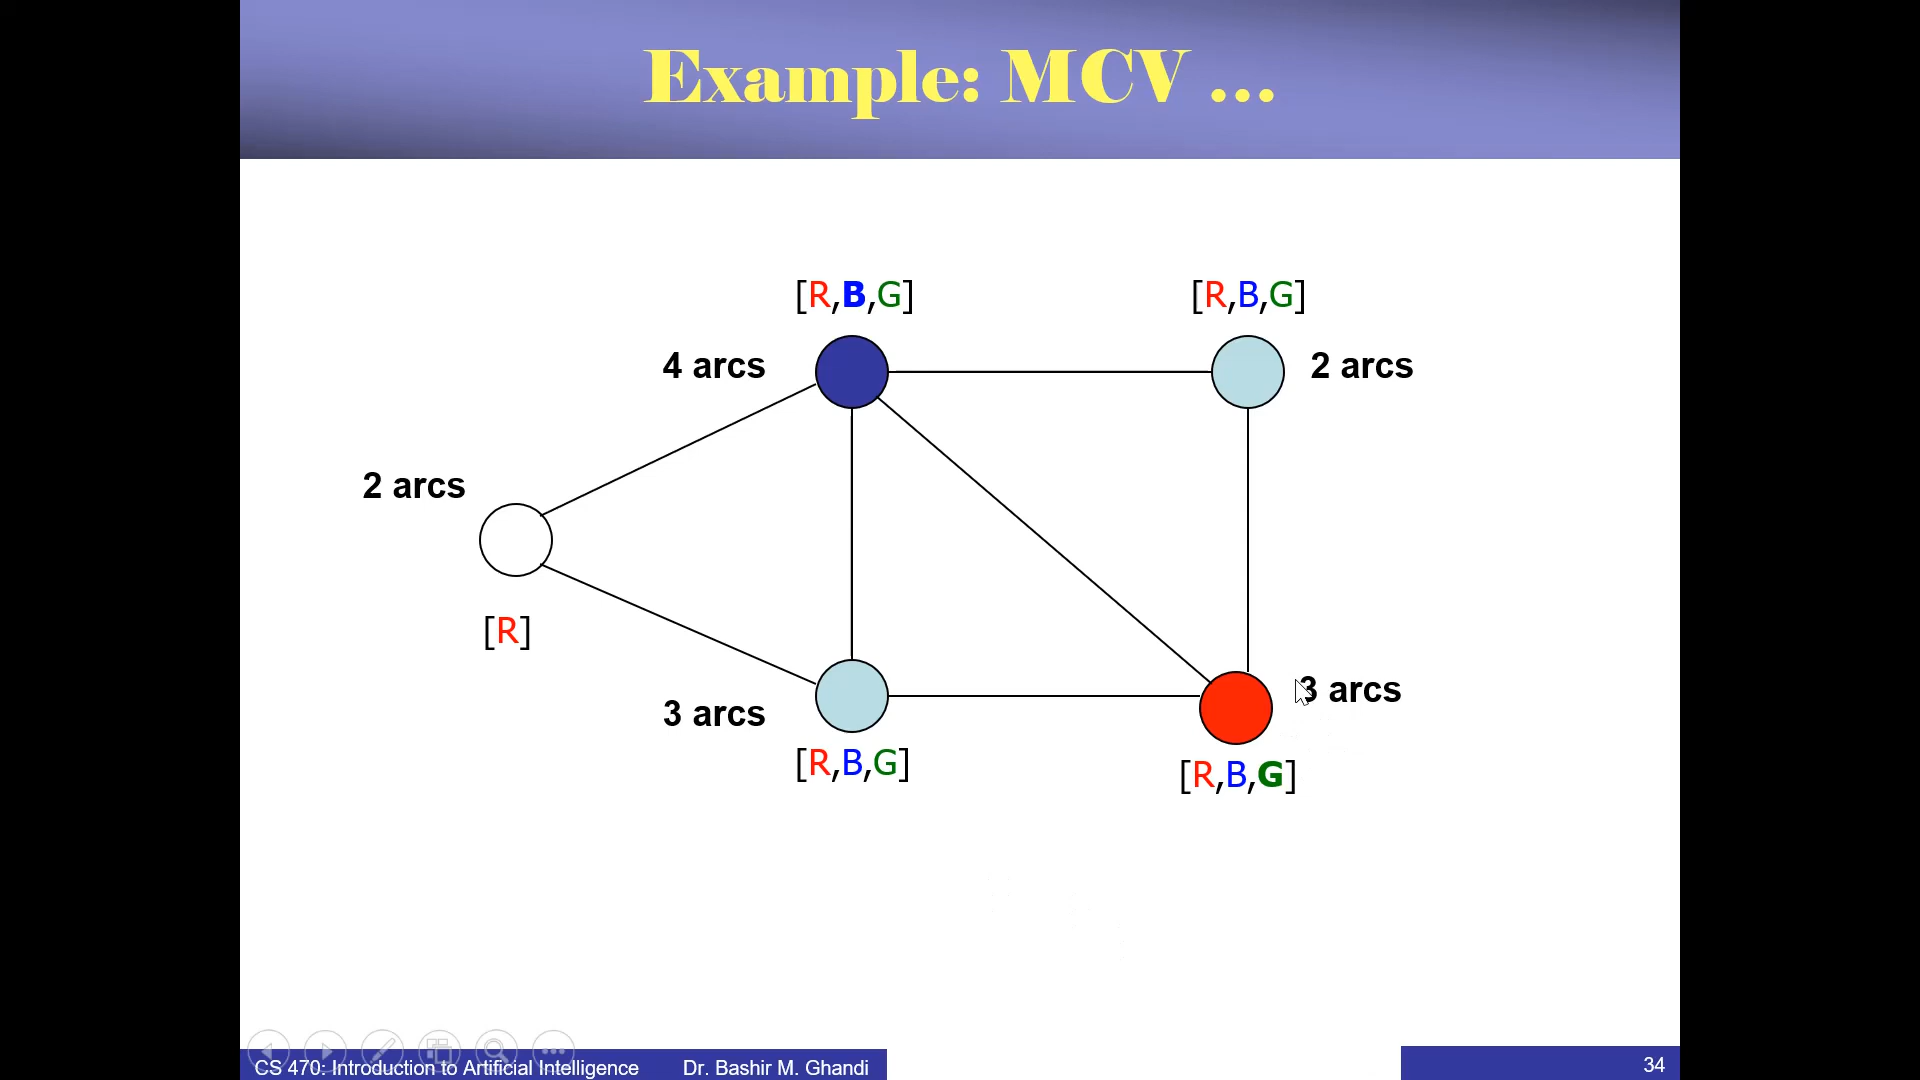 Example: MCV ...
[R,B,G]
[R,B,G]
4 arcs
2 arcs
2 arcs
[R]
3 arcs
3 arcs
[R,B,G]
[R,B,G]
CS 470: Introduction to Artificial Intelligence
Dr. Bashir M. Ghandi
34